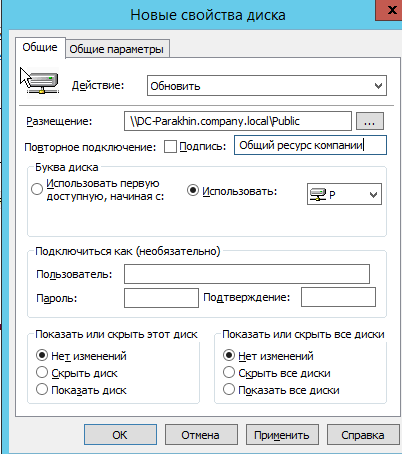 Новые свойства диска
x
Общие
Общие параметры
Действие:
Обновить
Размещение:
\\DC-Parakhin.company.local\Public
...
Повторное подключение:
Подпись:
Общий ресурс компании
Буква диска
Использовать первую
доступную, начиная с:
Использовать:
P
Подключиться как (необязательно)
Пользователь:
Пароль:
Подтверждение:
Показать или скрыть этот диск
Нет изменений
Скрыть диск
Показать диск
Показать или скрыть все диски
Нет изменений
Скрыть все диски
Показать все диски
ОК
Отмена
Применить
Справка